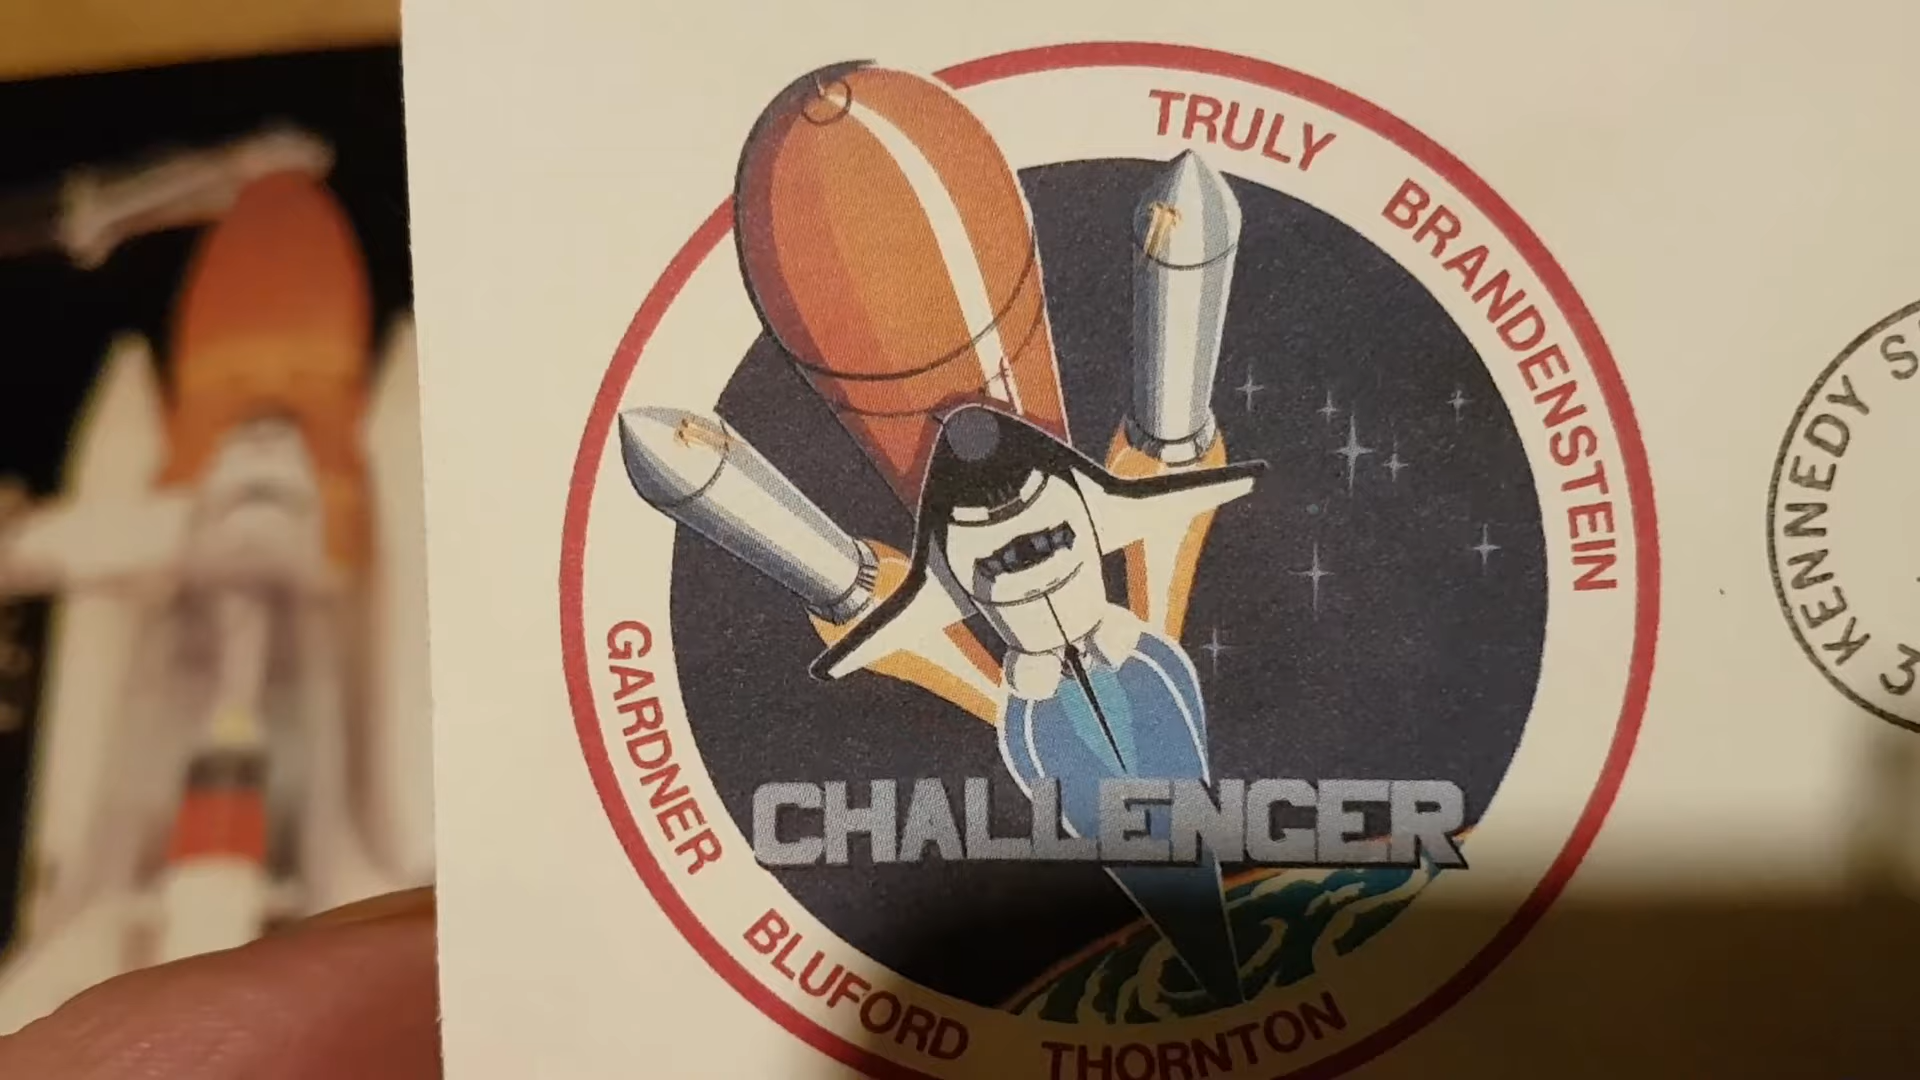 TRULY
BRANDENSTEIN
GARDNER
BLUFORD
THORNTON
CHALLENGER
KENNEDY S
3